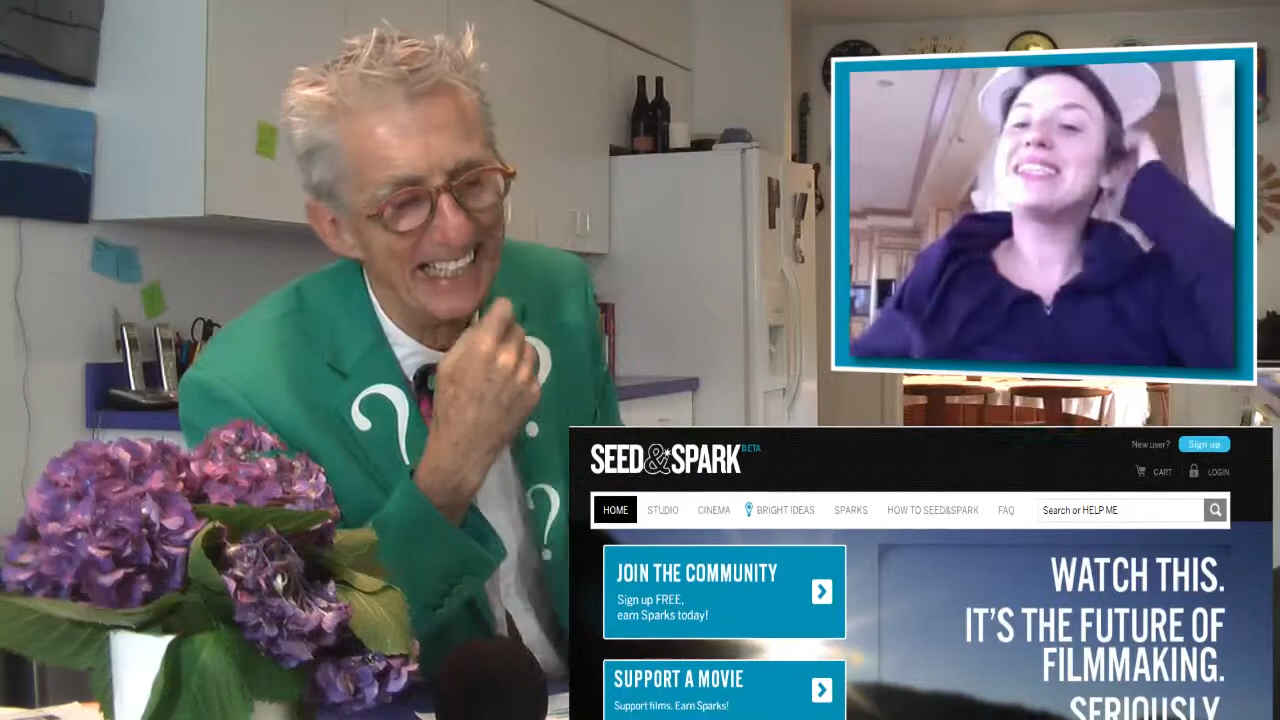 ? ? ?
SEED&SPARK BETA
New user? Sign up
CART LOGIN
HOME STUDIO CINEMA BRIGHT IDEAS SPARKS HOW TO SEED&SPARK FAQ Search or HELP ME
JOIN THE COMMUNITY
Sign up FREE,
earn Sparks today!
SUPPORT A MOVIE
Support films, Earn Sparks!
WATCH THIS.
IT'S THE FUTURE OF
FILMMAKING.
SERIOUSLY.